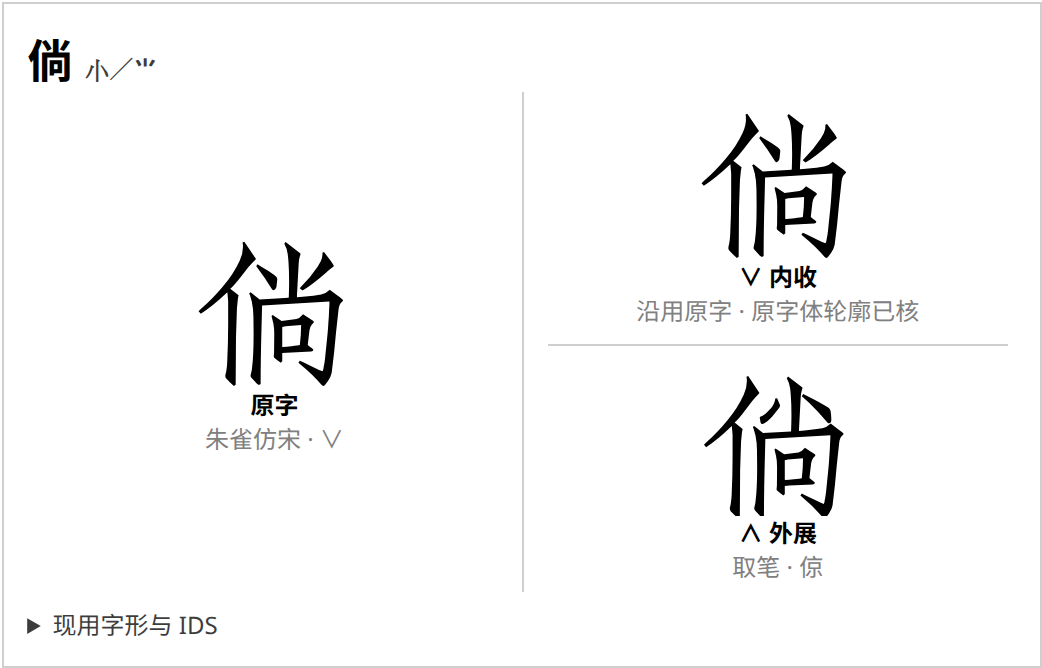 倘 小／⺌
倘
原字
朱雀仿宋 · ∨
倘
∨ 内收
沿用原字 · 原字体轮廓已核
倘
∧ 外展
取笔 · 倞
▶ 现用字形与 IDS